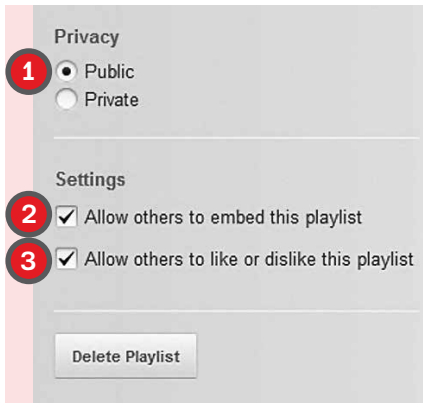 Privacy
1 Public
Private
Settings
2 Allow others to embed this playlist
3 Allow others to like or dislike this playlist
Delete Playlist